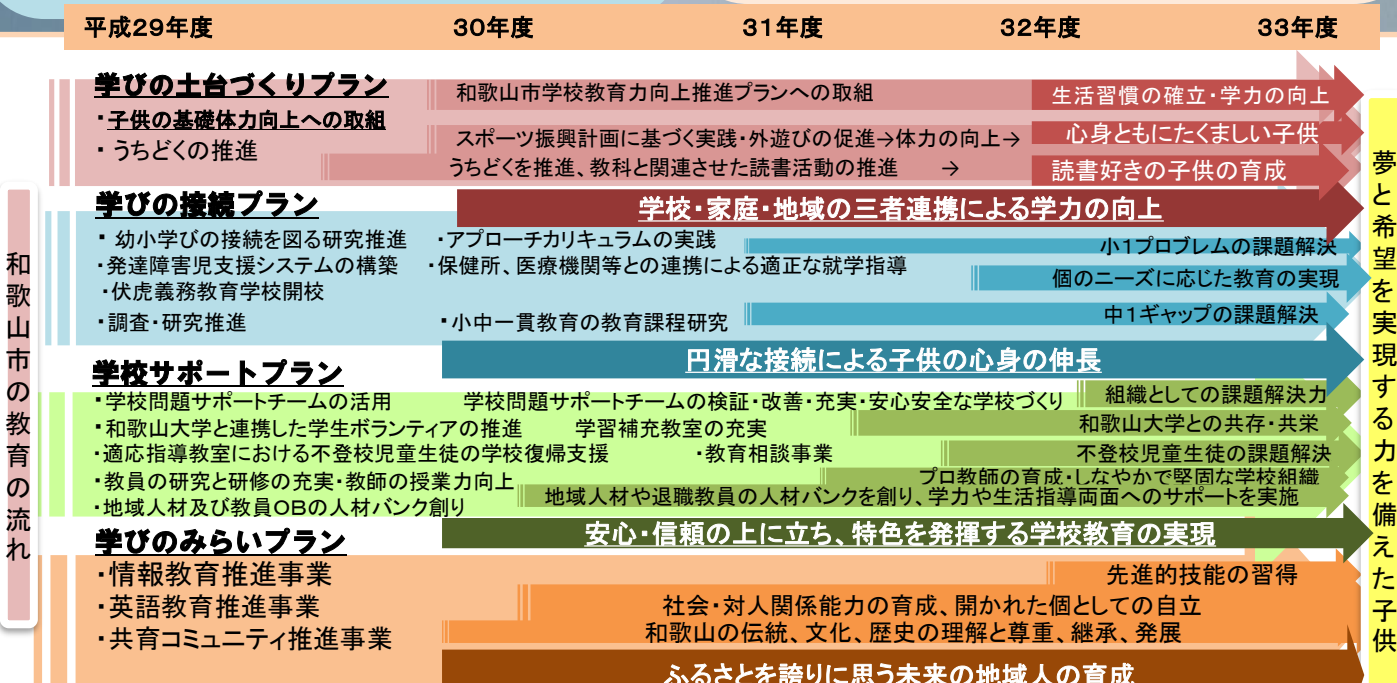 平成29年度 30年度 31年度 32年度 33年度
和歌山市の教育の流れ
学びの土台づくりプラン
・子供の基礎体力向上への取組
・うちどくの推進
和歌山市学校教育力向上推進プランへの取組
生活習慣の確立・学力の向上
スポーツ振興計画に基づく実践・外遊びの促進→体力の向上→
心身ともにたくましい子供
うちどくを推進、教科と関連させた読書活動の推進 →
読書好きの子供の育成
学校・家庭・地域の三者連携による学力の向上
学びの接続プラン
・幼小学びの接続を図る研究推進 ・アプローチカリキュラムの実践
小1プロブレムの課題解決
・発達障害児支援システムの構築 ・保健所、医療機関等との連携による適正な就学指導
個のニーズに応じた教育の実現
・伏虎義務教育学校開校
・調査・研究推進 ・小中一貫教育の教育課程研究
中1ギャップの課題解決
円滑な接続による子供の心身の伸長
学校サポートプラン
・学校問題サポートチームの活用 学校問題サポートチームの検証・改善・充実・安心安全な学校づくり
組織としての課題解決力
・和歌山大学と連携した学生ボランティアの推進 学習補充教室の充実
和歌山大学との共存・共栄
・適応指導教室における不登校児童生徒の学校復帰支援 ・教育相談事業
不登校児童生徒の課題解決
・教員の研究と研修の充実・教師の授業力向上
プロ教師の育成・しなやかで堅固な学校組織
・地域人材及び教員OBの人材バンク創り
地域人材や退職教員の人材バンクを創り、学力や生活指導両面へのサポートを実施
安心・信頼の上に立ち、特色を発揮する学校教育の実現
学びのみらいプラン
・情報教育推進事業
先進的技能の習得
・英語教育推進事業
社会・対人関係能力の育成、開かれた個としての自立
・共育コミュニティ推進事業
和歌山の伝統、文化、歴史の理解と尊重、継承、発展
ふるさとを誇りに思う未来の地域人の育成
夢と希望を実現する力を備えた子供